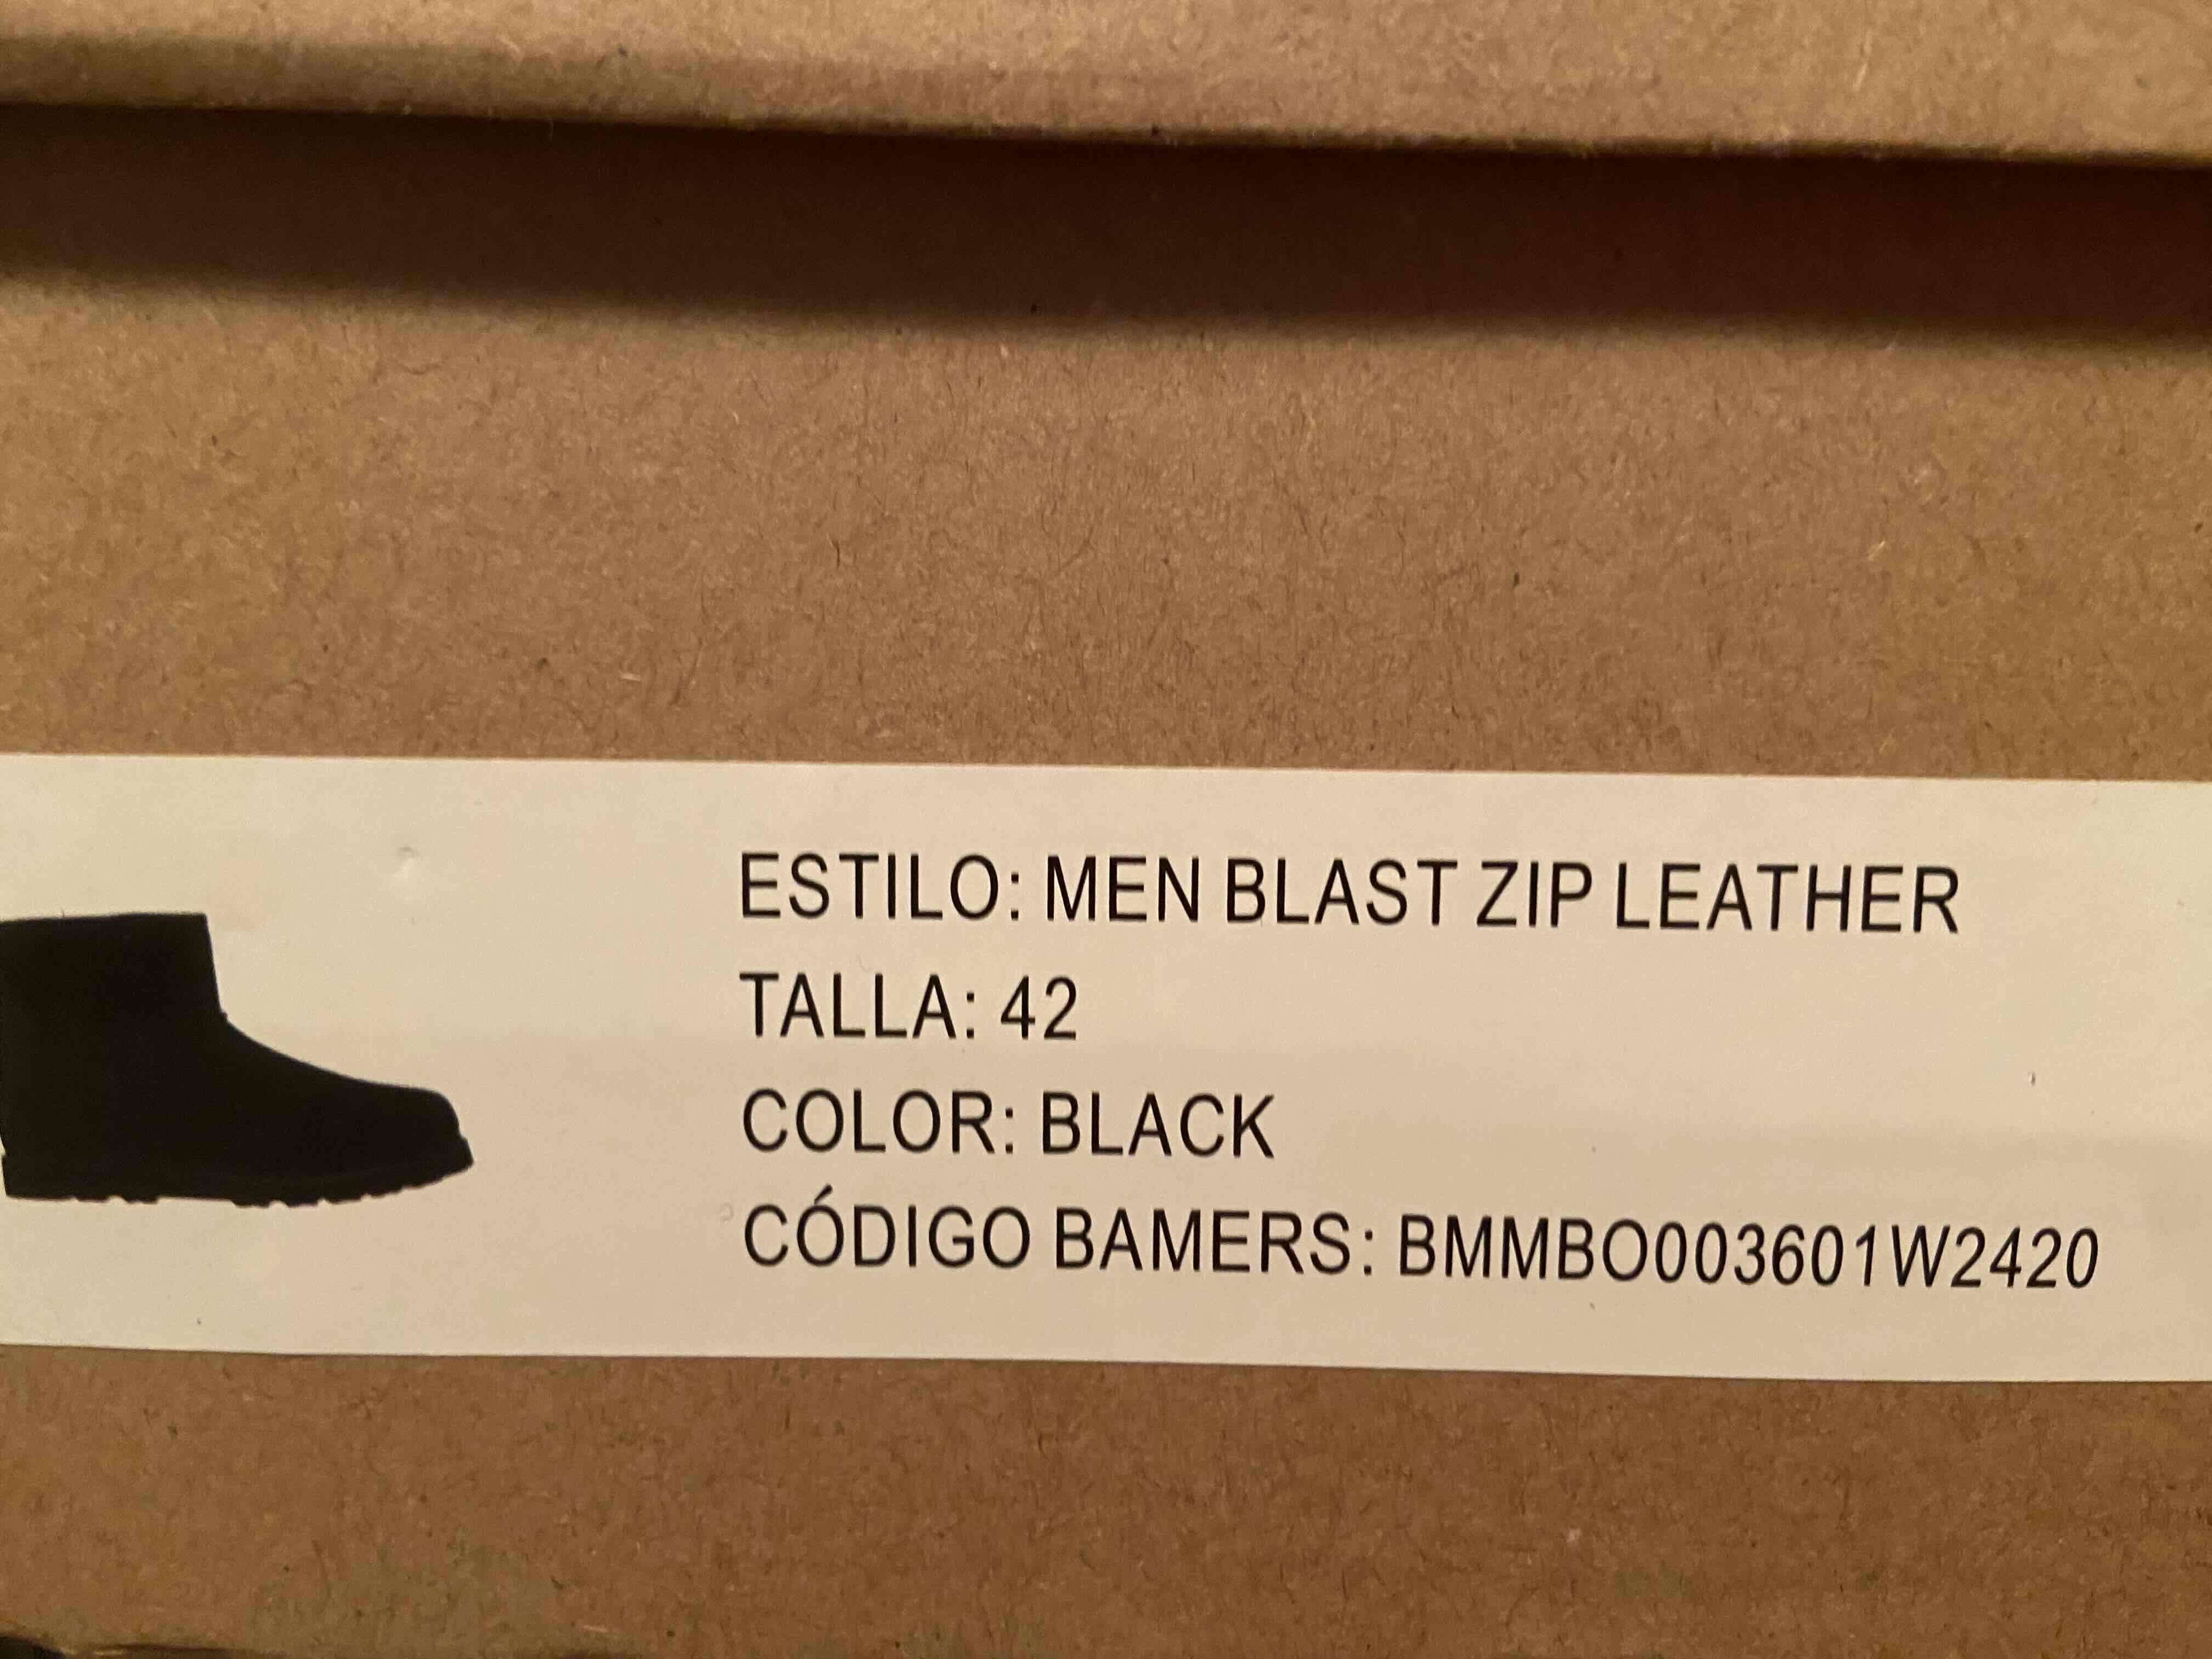 ESTILO: MEN BLAST ZIP LEATHER
TALLA: 42
COLOR: BLACK
CÓDIGO BAMERS: BMMBO003601W2420